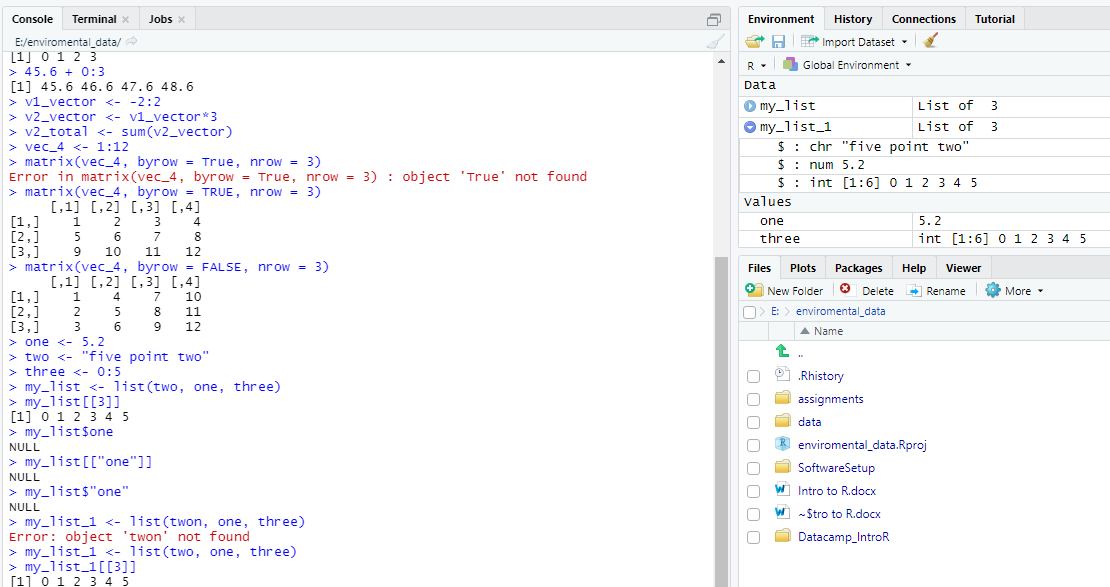 Console Terminal × Jobs ×
E:/enviromental_data/
[1] 0 1 2 3
> 45.6 + 0:3
[1] 45.6 46.6 47.6 48.6
> v1_vector <- -2:2
> v2_vector <- v1_vector*3
> v2_total <- sum(v2_vector)
> vec_4 <- 1:12
> matrix(vec_4, byrow = True, nrow = 3)
Error in matrix(vec_4, byrow = True, nrow = 3) : object 'True' not found
> matrix(vec_4, byrow = TRUE, nrow = 3)
     [,1] [,2] [,3] [,4]
[1,]    1    2    3    4
[2,]    5    6    7    8
[3,]    9   10   11   12
> matrix(vec_4, byrow = FALSE, nrow = 3)
     [,1] [,2] [,3] [,4]
[1,]    1    4    7   10
[2,]    2    5    8   11
[3,]    3    6    9   12
> one <- 5.2
> two <- "five point two"
> three <- 0:5
> my_list <- list(two, one, three)
> my_list[[3]]
[1] 0 1 2 3 4 5
> my_list$one
NULL
> my_list[["one"]]
NULL
> my_list$"one"
NULL
> my_list_1 <- list(twon, one, three)
Error: object 'twon' not found
> my_list_1 <- list(two, one, three)
> my_list_1[[3]]
[1] 0 1 2 3 4 5
Environment History Connections Tutorial
Import Dataset
R Global Environment
Data
my_list List of 3
my_list_1 List of 3
$ : chr "five point two"
$ : num 5.2
$ : int [1:6] 0 1 2 3 4 5
Values
one 5.2
three int [1:6] 0 1 2 3 4 5
Files Plots Packages Help Viewer
New Folder Delete Rename More
E: enviromental_data
Name
..
.Rhistory
assignments
data
enviromental_data.Rproj
SoftwareSetup
Intro to R.docx
~$tro to R.docx
Datacamp_IntroR